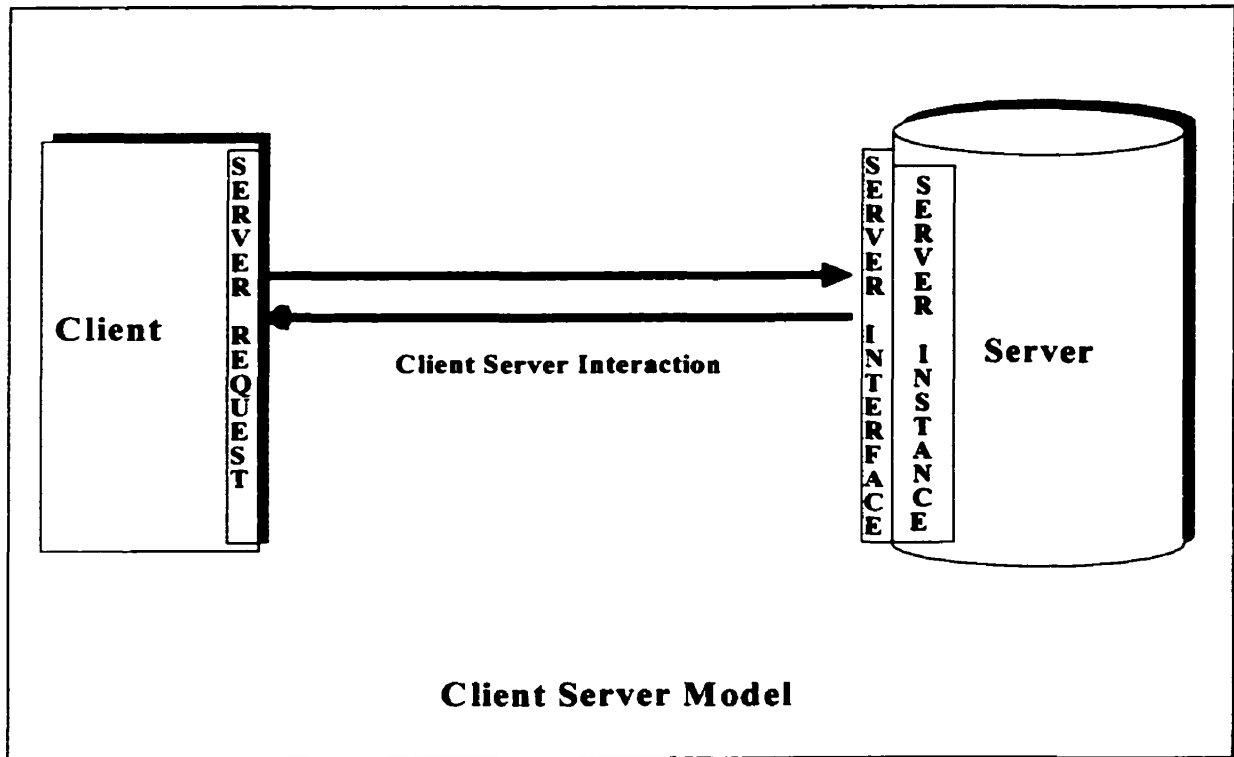 Client
SERVER REQUEST
Client Server Interaction
SERVER INTERFACE
SERVER INSTANCE
Server
Client Server Model